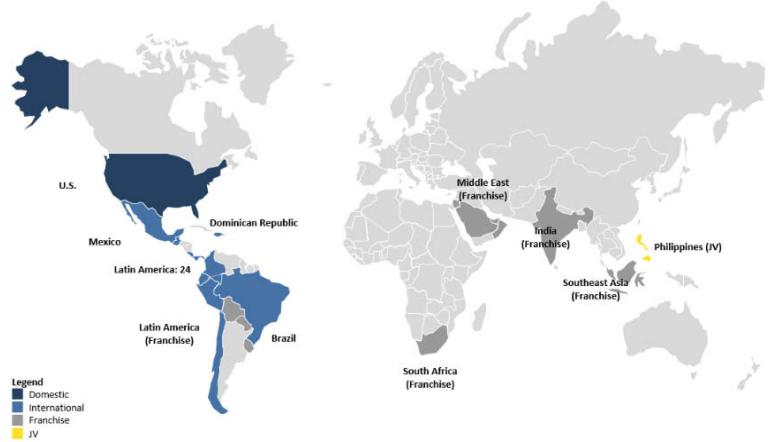 U.S.
Middle East
(Franchise)
Dominican Republic
Mexico
India
(Franchise)
Philippines (JV)
Latin America: 24
Southeast Asia
(Franchise)
Latin America
(Franchise)
Brazil
South Africa
(Franchise)
Legend
Domestic
International
Franchise
JV